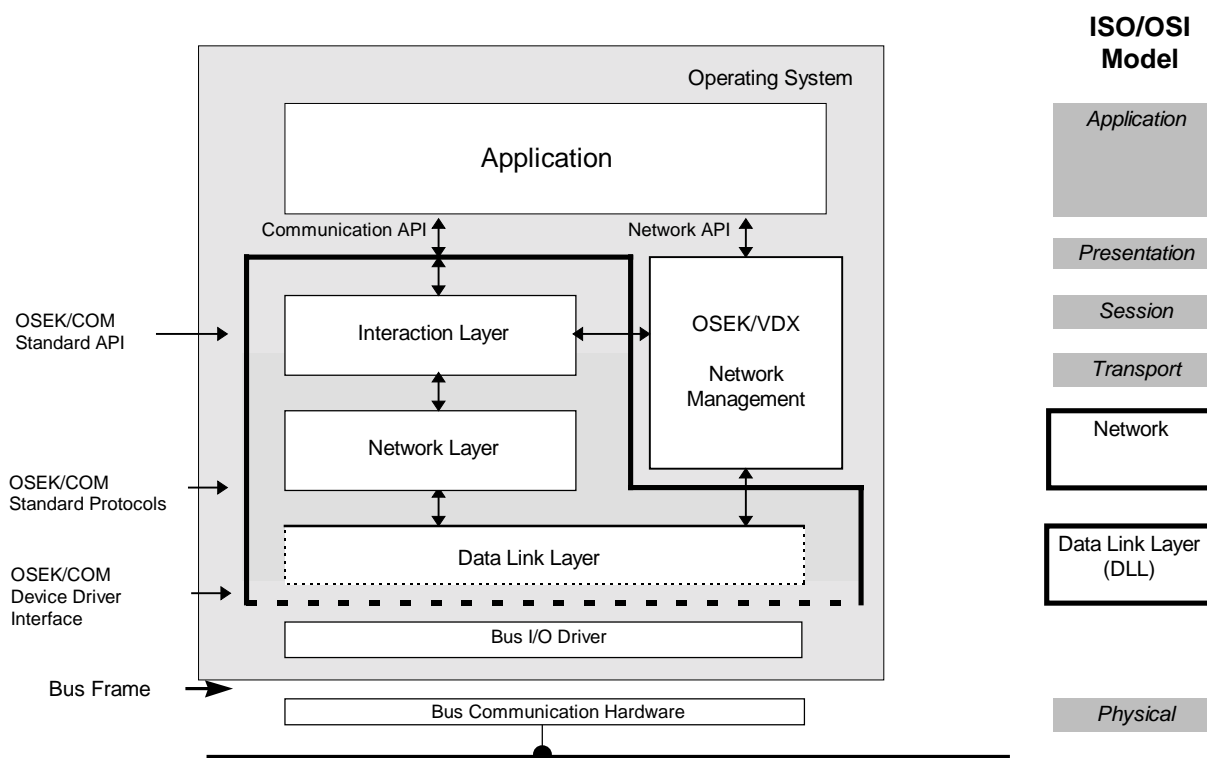 ISO/OSI
Model
Operating System
Application
Application
Communication API
Network API
Presentation
OSEK/COM
Standard API
Interaction Layer
OSEK/VDX
Network
Management
Session
Transport
Network Layer
Network
OSEK/COM
Standard Protocols
Data Link Layer
Data Link Layer
(DLL)
OSEK/COM
Device Driver
Interface
Bus I/O Driver
Bus Frame
Bus Communication Hardware
Physical